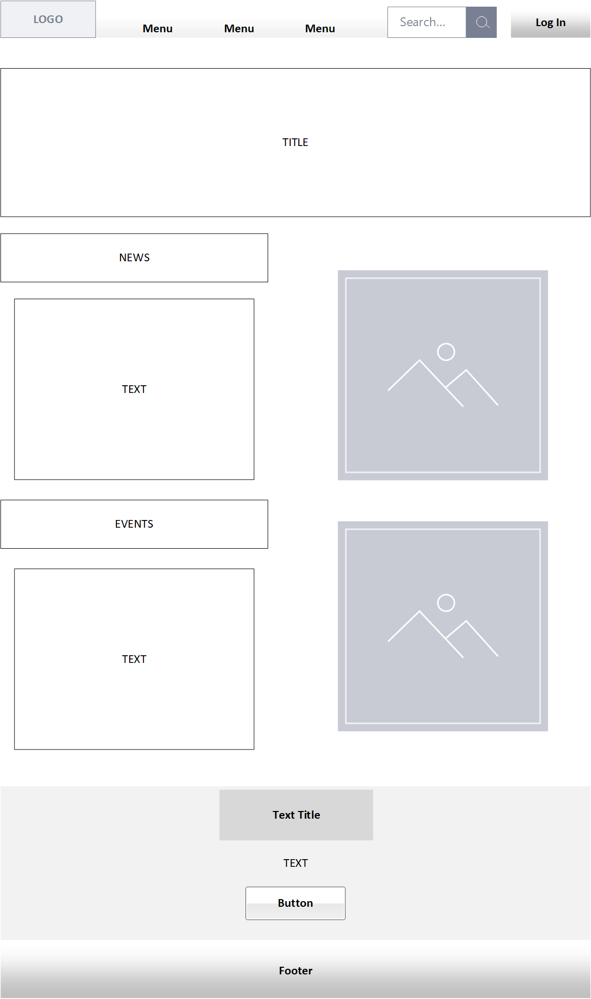 LOGO
Menu
Menu
Menu
Search...
Log In
TITLE
NEWS
TEXT
EVENTS
TEXT
Text Title
TEXT
Button
Footer